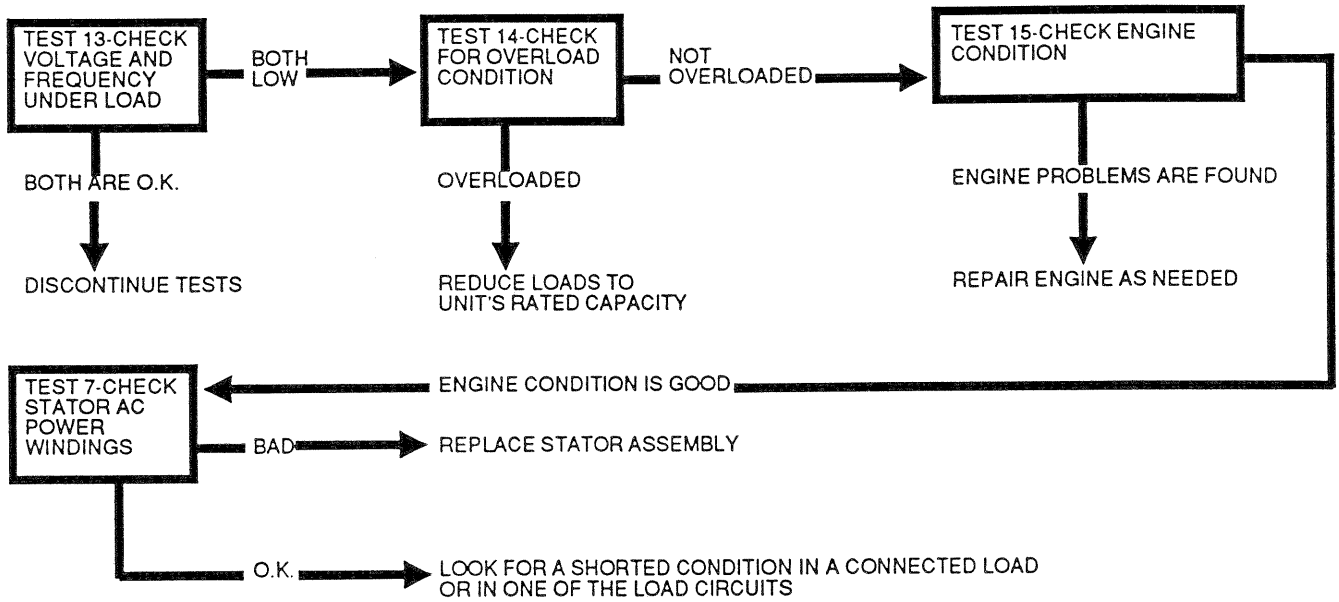 TEST 13-CHECK
VOLTAGE AND
FREQUENCY
UNDER LOAD
BOTH
LOW
TEST 14-CHECK
FOR OVERLOAD
CONDITION
NOT
OVERLOADED
TEST 15-CHECK ENGINE
CONDITION
BOTH ARE O.K.
OVERLOADED
ENGINE PROBLEMS ARE FOUND
DISCONTINUE TESTS
REDUCE LOADS TO
UNIT'S RATED CAPACITY
REPAIR ENGINE AS NEEDED
TEST 7-CHECK
STATOR AC
POWER
WINDINGS
ENGINE CONDITION IS GOOD
BAD
REPLACE STATOR ASSEMBLY
O.K.
LOOK FOR A SHORTED CONDITION IN A CONNECTED LOAD
OR IN ONE OF THE LOAD CIRCUITS